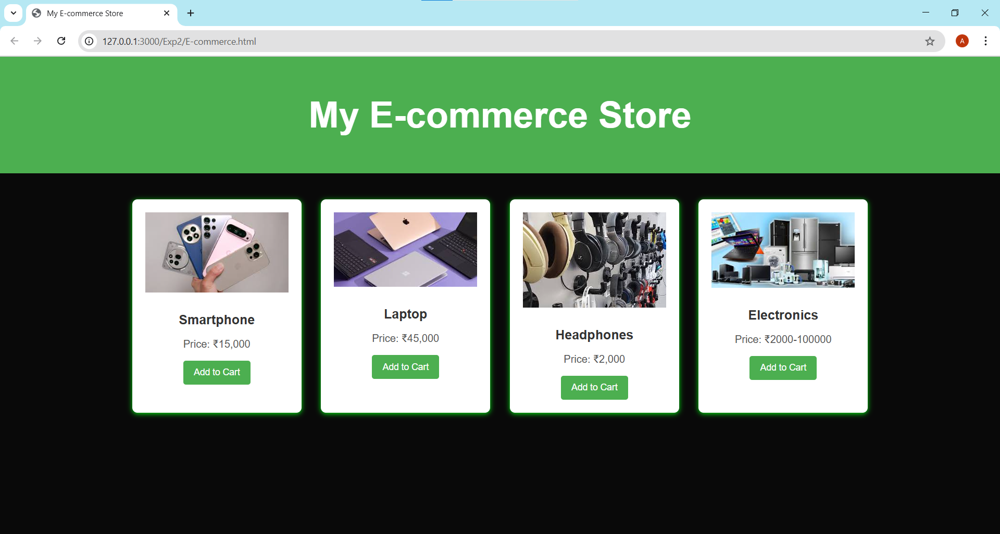 My E-commerce Store
127.0.0.1:3000/Exp2/E-commerce.html
A
My E-commerce Store
Smartphone
Price: ₹15,000
Add to Cart
Laptop
Price: ₹45,000
Add to Cart
Headphones
Price: ₹2,000
Add to Cart
Electronics
Price: ₹2000-100000
Add to Cart